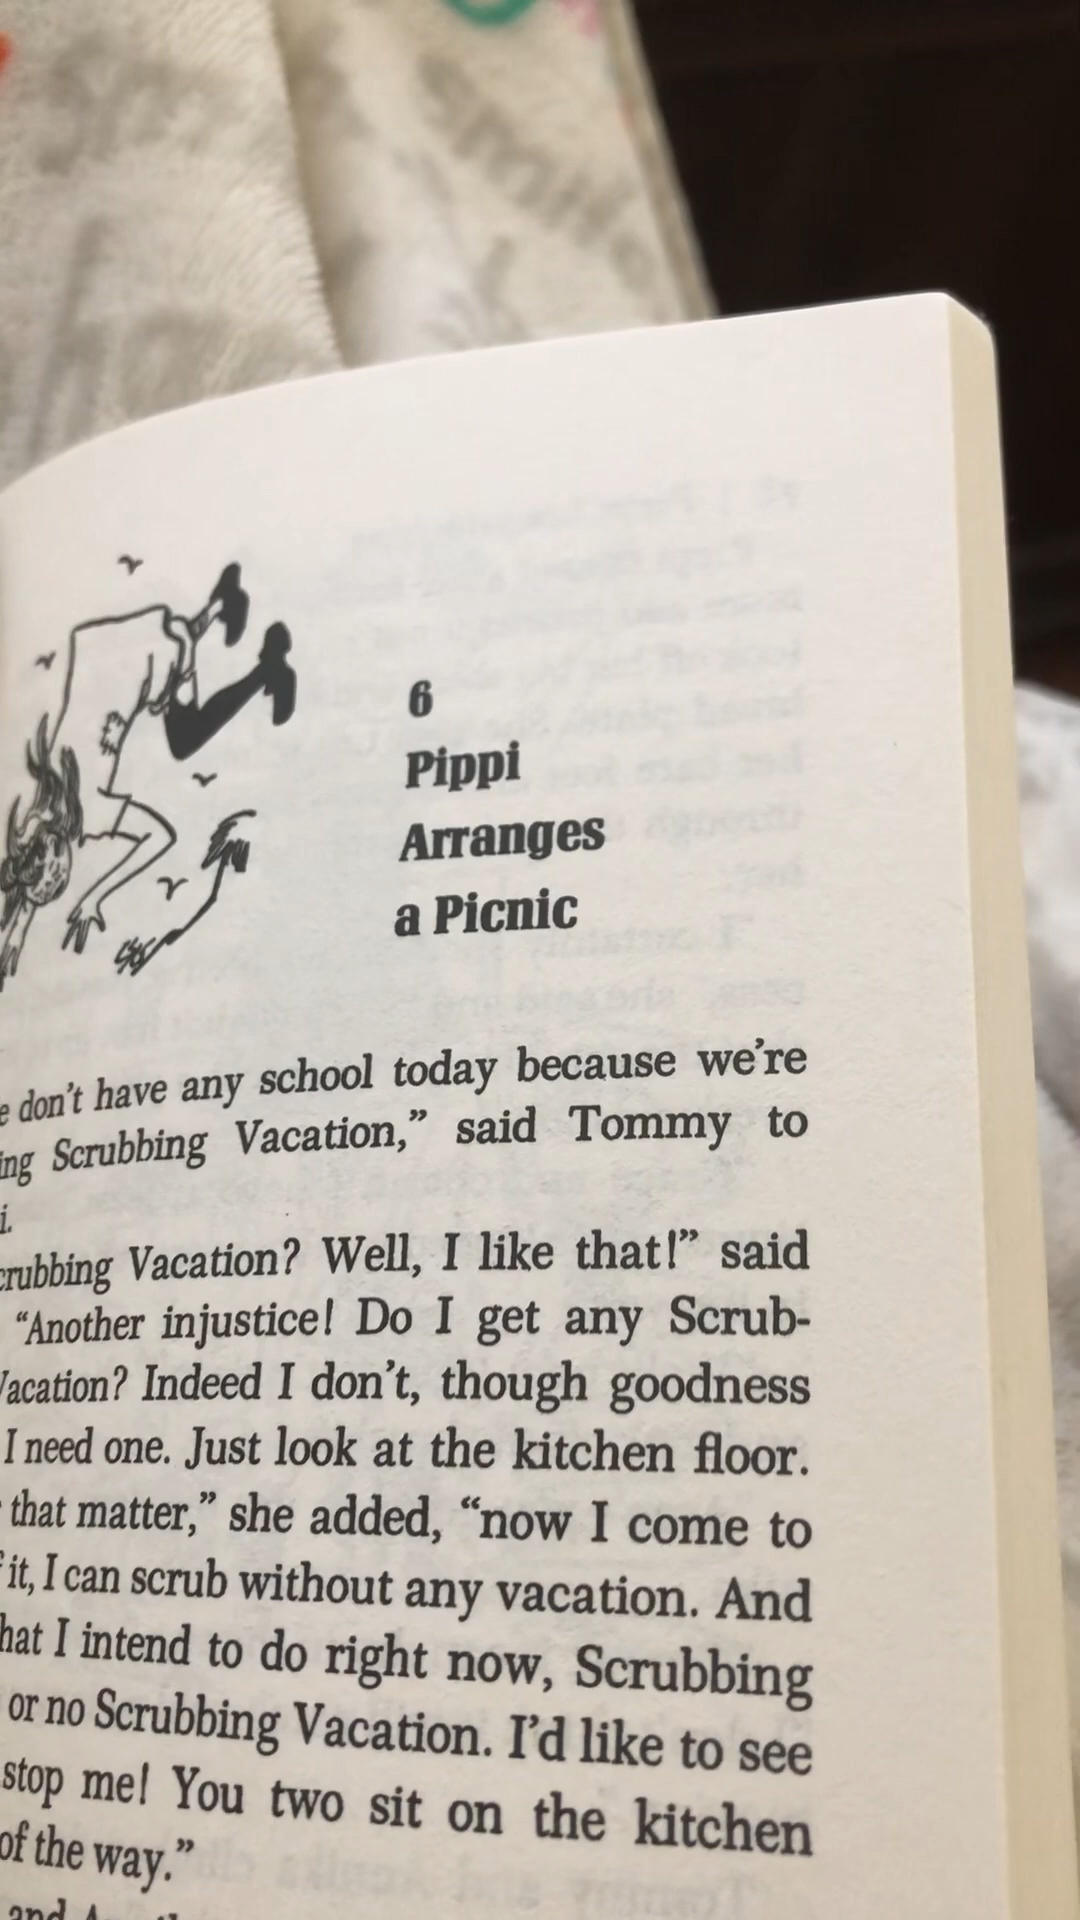 6
Pippi
Arranges
a Picnic
don't have any school today because we're
Scrubbing Vacation,” said Tommy to
Vacation? Well, I like that!” said
“Another injustice! Do I get any Scrub-
Vacation? Indeed I don't, though goodness
I need one. Just look at the kitchen floor.
that matter,” she added, “now I come to
it, I can scrub without any vacation. And
I intend to do right now, Scrubbing
or no Scrubbing Vacation. I'd like to see
stop me! You two sit on the kitchen
of the way.”
and